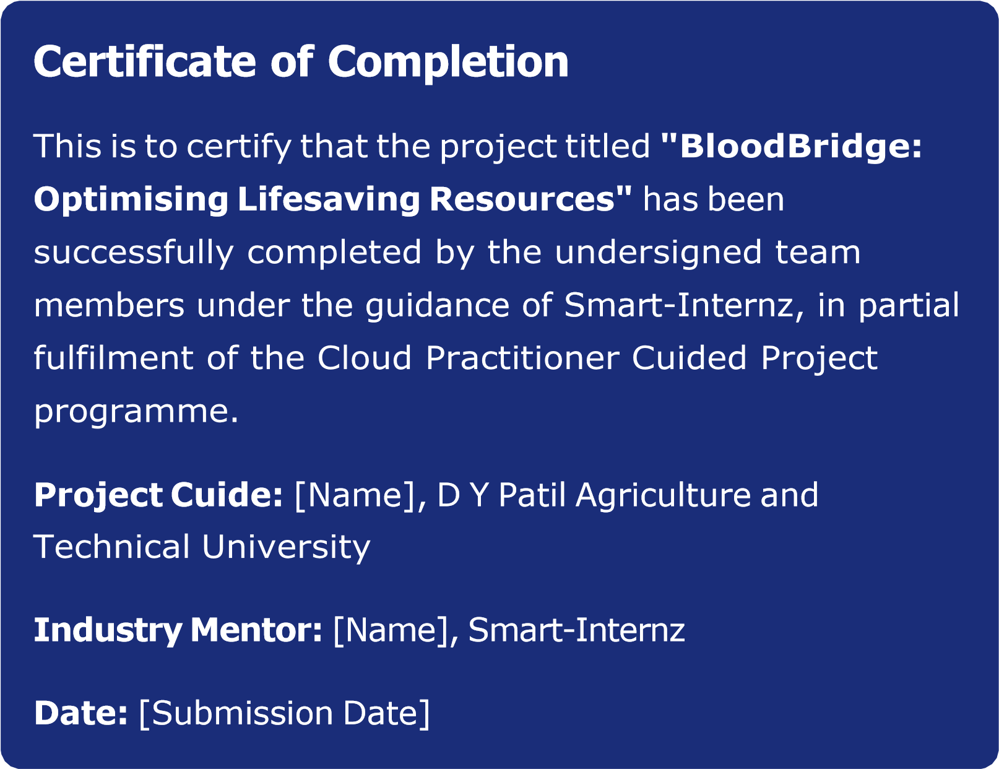 Certificate of Completion
This is to certify that the project titled "BloodBridge:
Optimising Lifesaving Resources" has been
successfully completed by the undersigned team
members under the guidance of Smart-Internz, in partial
fulfilment of the Cloud Practitioner Cuided Project
programme.
Project Cuide: [Name], D Y Patil Agriculture and
Technical University
Industry Mentor: [Name], Smart-Internz
Date: [Submission Date]